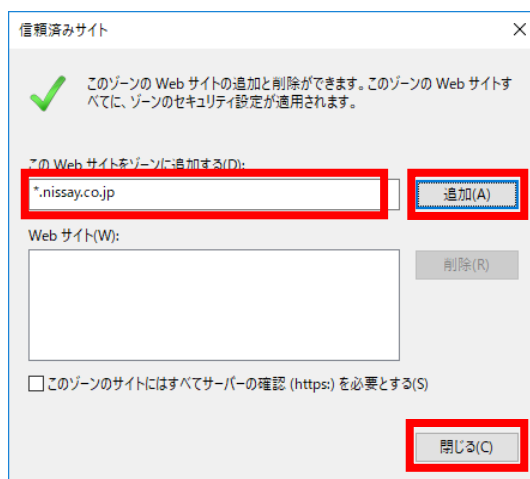 信頼済みサイト
このゾーンの Web サイトの追加と削除ができます。このゾーンの Web サイトす
べてに、ゾーンのセキュリティ設定が適用されます。
この Web サイトをゾーンに追加する(D):
*.nissay.co.jp
追加(A)
Web サイト(W):
削除(R)
このゾーンのサイトにはすべてサーバーの確認 (https:) を必要とする(S)
閉じる(C)